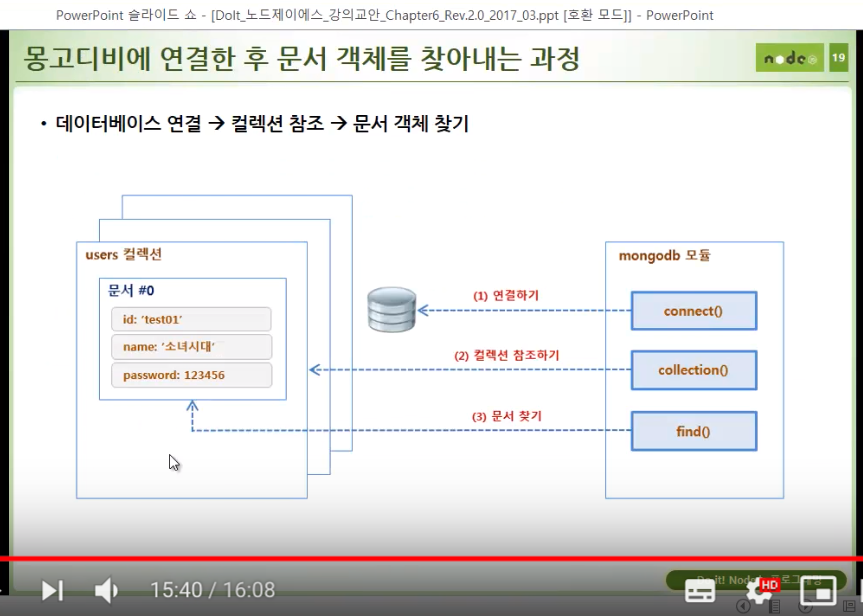 PowerPoint 슬라이드 쇼 - [DoIt_노드제이에스_강의교안_Chapter6_Rev.2.0_2017_03.ppt [호환 모드]] - PowerPoint
몽고디비에 연결한 후 문서 객체를 찾아내는 과정
node
19
• 데이터베이스 연결 → 컬렉션 참조 → 문서 객체 찾기
users 컬렉션
mongodb 모듈
문서 #0
id: ‘test01’
name: ‘소녀시대’
password: 123456
(1) 연결하기
connect()
(2) 컬렉션 참조하기
collection()
(3) 문서 찾기
find()
15:40 / 16:08
HD
it! Node